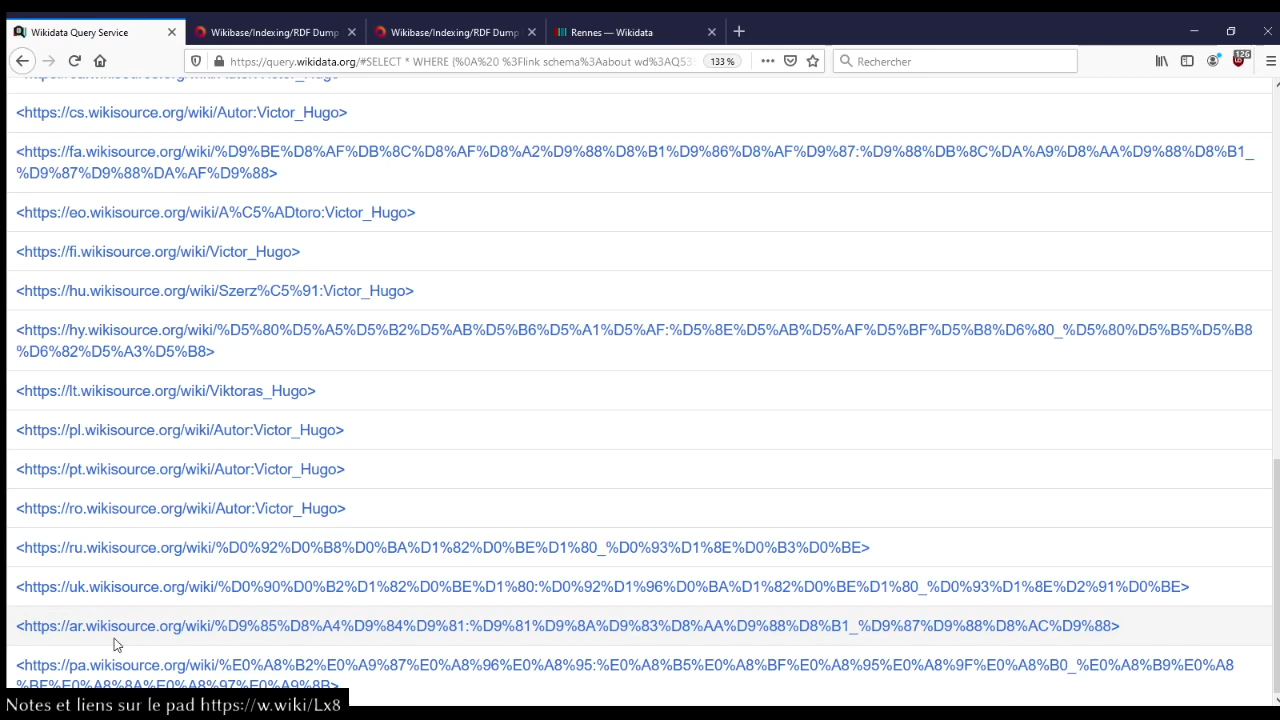 Wikidata Query Service
Wikibase/Indexing/RDF Dump
Wikibase/Indexing/RDF Dump
Rennes — Wikidata
https://query.wikidata.org/#SELECT * WHERE {%0A%20 %3Flink schema%3Aabout wd%3AQ53
133 %
Rechercher
126
<https://cs.wikisource.org/wiki/Autor:Victor_Hugo>
<https://fa.wikisource.org/wiki/%D9%BE%D8%AF%DB%8C%D8%AF%D8%A2%D9%88%D8%B1%D9%86%D8%AF%D9%87:%D9%88%DB%8C%DA%A9%D8%AA%D9%88%D8%B1_
%D9%87%D9%88%DA%AF%D9%88>
<https://eo.wikisource.org/wiki/A%C5%ADtoro:Victor_Hugo>
<https://fi.wikisource.org/wiki/Victor_Hugo>
<https://hu.wikisource.org/wiki/Szerz%C5%91:Victor_Hugo>
<https://hy.wikisource.org/wiki/%D5%80%D5%A5%D5%B2%D5%AB%D5%B6%D5%A1%D5%AF:%D5%8E%D5%AB%D5%AF%D5%BF%D5%B8%D6%80_%D5%80%D5%B5%D5%B8
%D6%82%D5%A3%D5%B8>
<https://lt.wikisource.org/wiki/Viktoras_Hugo>
<https://pl.wikisource.org/wiki/Autor:Victor_Hugo>
<https://pt.wikisource.org/wiki/Autor:Victor_Hugo>
<https://ro.wikisource.org/wiki/Autor:Victor_Hugo>
<https://ru.wikisource.org/wiki/%D0%92%D0%B8%D0%BA%D1%82%D0%BE%D1%80_%D0%93%D1%8E%D0%B3%D0%BE>
<https://uk.wikisource.org/wiki/%D0%90%D0%B2%D1%82%D0%BE%D1%80:%D0%92%D1%96%D0%BA%D1%82%D0%BE%D1%80_%D0%93%D1%8E%D2%91%D0%BE>
<https://ar.wikisource.org/wiki/%D9%85%D8%A4%D9%84%D9%81:%D9%81%D9%8A%D9%83%D8%AA%D9%88%D8%B1_%D9%87%D9%88%D8%AC%D9%88>
<https://pa.wikisource.org/wiki/%E0%A8%B2%E0%A9%87%E0%A8%96%E0%A8%95:%E0%A8%B5%E0%A8%BF%E0%A8%95%E0%A8%9F%E0%A8%B0_%E0%A8%B9%E0%A8
%BF%E0%A8%8A%E0%A8%97%E0%A9%8B>
Notes et liens sur le pad https://w.wiki/Lx8